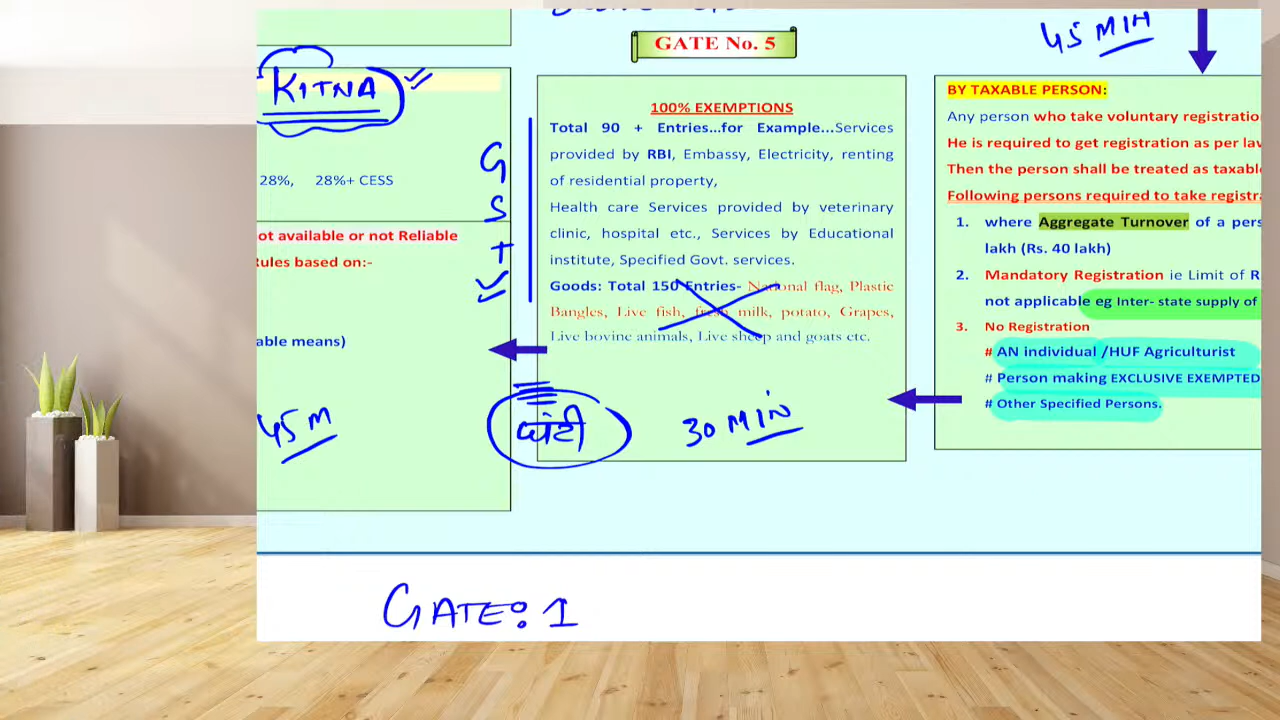 GATE No. 5
45 MIN
KITNA
28%, 28%+ CESS
ot available or not Reliable
Rules based on:-
able means)
45 M
G
S
T
100% EXEMPTIONS
Total 90 + Entries...for Example...Services
provided by RBI, Embassy, Electricity, renting
of residential property,
Health care Services provided by veterinary
clinic, hospital etc., Services by Educational
institute, Specified Govt. services.
Goods: Total 150 Entries- National flag, Plastic
Bangles, Live fish, fresh milk, potato, Grapes,
Live bovine animals, Live sheep and goats etc.
30 MIN
BY TAXABLE PERSON:
Any person who take voluntary registratio
He is required to get registration as per la
Then the person shall be treated as taxabl
Following persons required to take registr
1. where Aggregate Turnover of a pers
lakh (Rs. 40 lakh)
2. Mandatory Registration ie Limit of R
not applicable eg Inter- state supply of
3. No Registration
# AN individual /HUF Agriculturist
# Person making EXCLUSIVE EXEMPTED
# Other Specified Persons.
GATE: 1